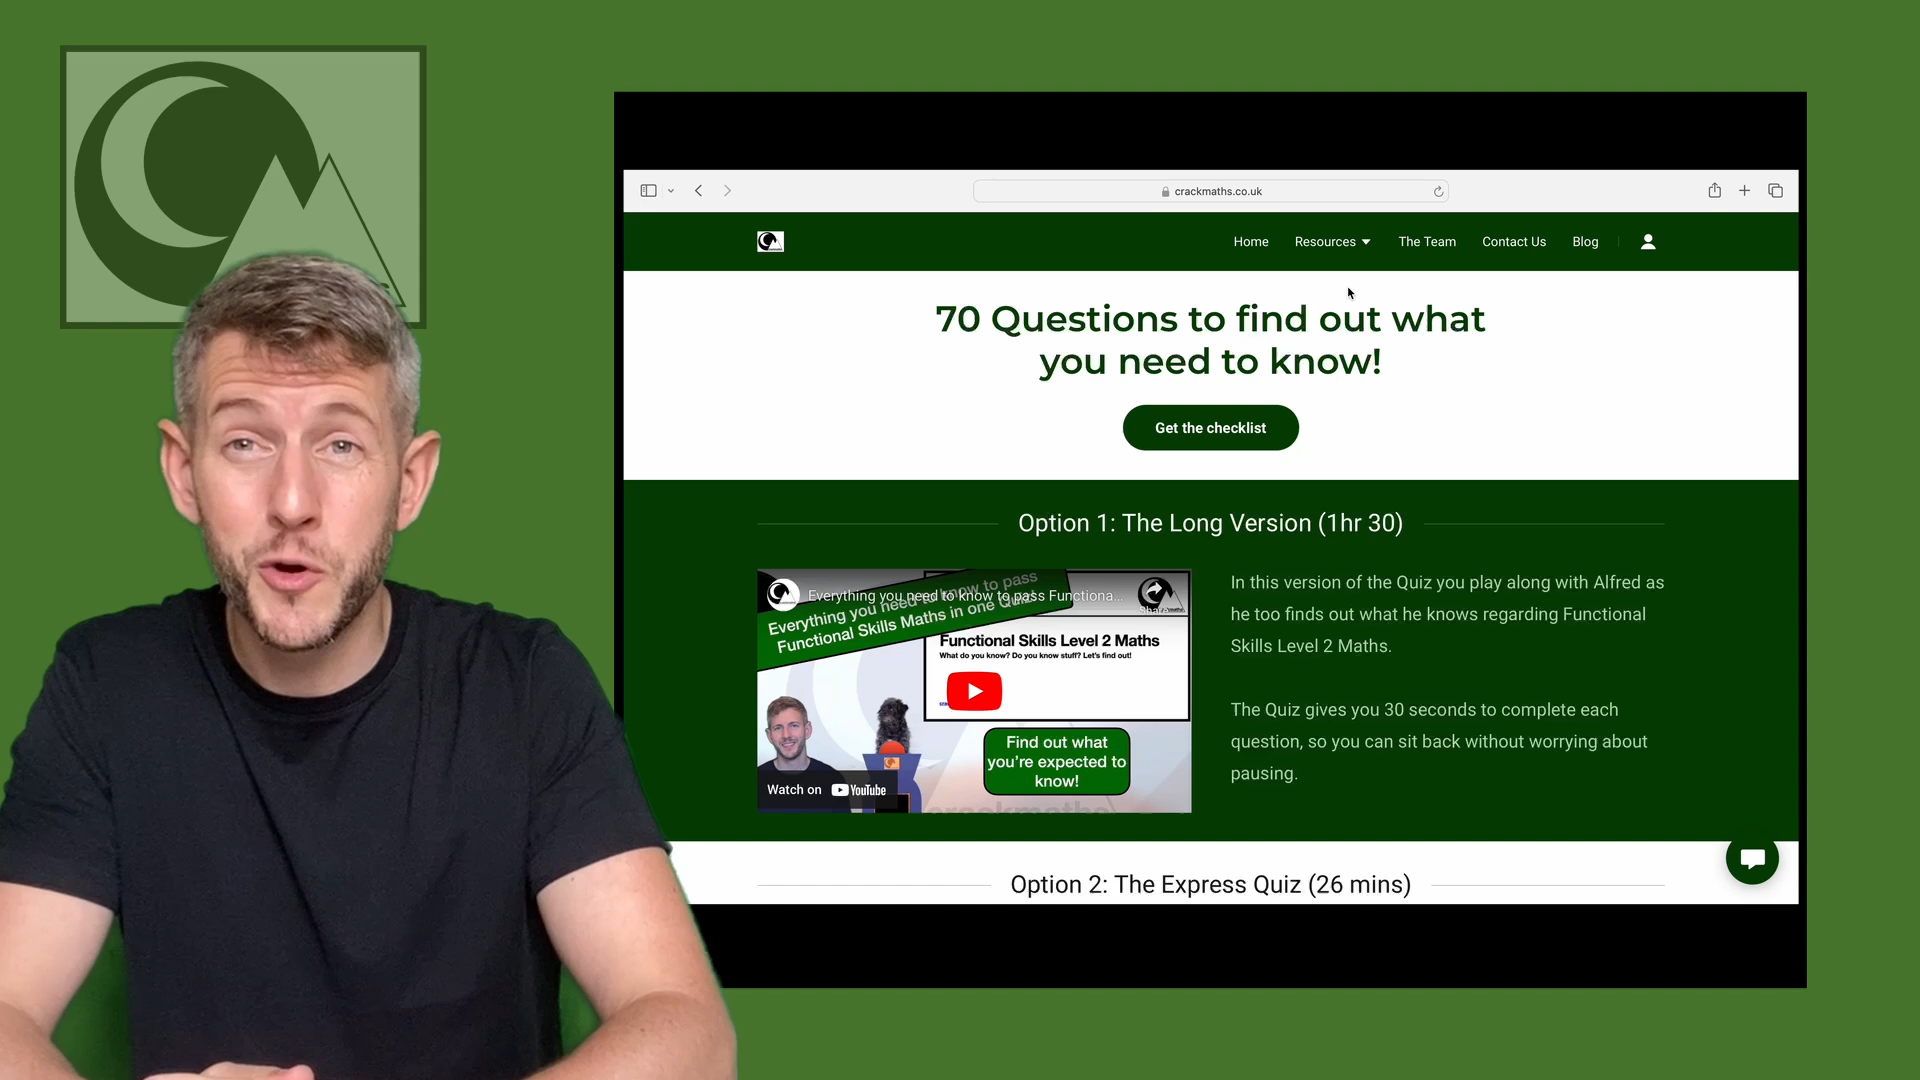 crackmaths.co.uk
Home
Resources
The Team
Contact Us
Blog
70 Questions to find out what
you need to know!
Get the checklist
Option 1: The Long Version (1hr 30)
Everything you need to know to pass Functiona...
Share
Everything you need to know to pass
Functional Skills Maths in one Quiz!
Functional Skills Level 2 Maths
What do you know? Do you know stuff? Let's find out!
Find out what
you're expected to
know!
Watch on YouTube
crackmaths
In this version of the Quiz you play along with Alfred as
he too finds out what he knows regarding Functional
Skills Level 2 Maths.
The Quiz gives you 30 seconds to complete each
question, so you can sit back without worrying about
pausing.
Option 2: The Express Quiz (26 mins)